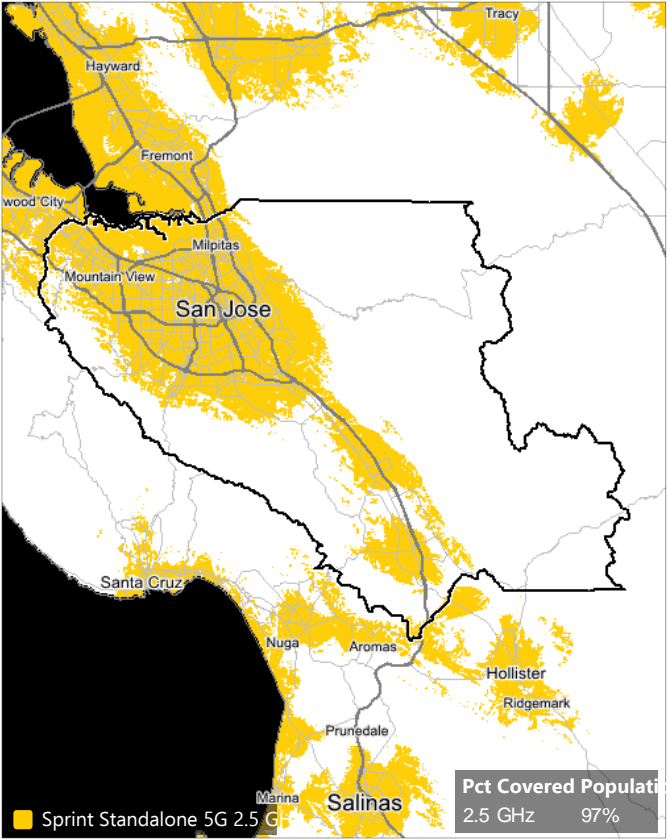 Tracy
Hayward
Fremont
wood City
Milpitas
Mountain View
San Jose
Santa Cruz
Nuga
Aromas
Hollister
Ridgemark
Prunedale
Marina
Salinas
Pct Covered Populati
2.5 GHz 97%
Sprint Standalone 5G 2.5 G